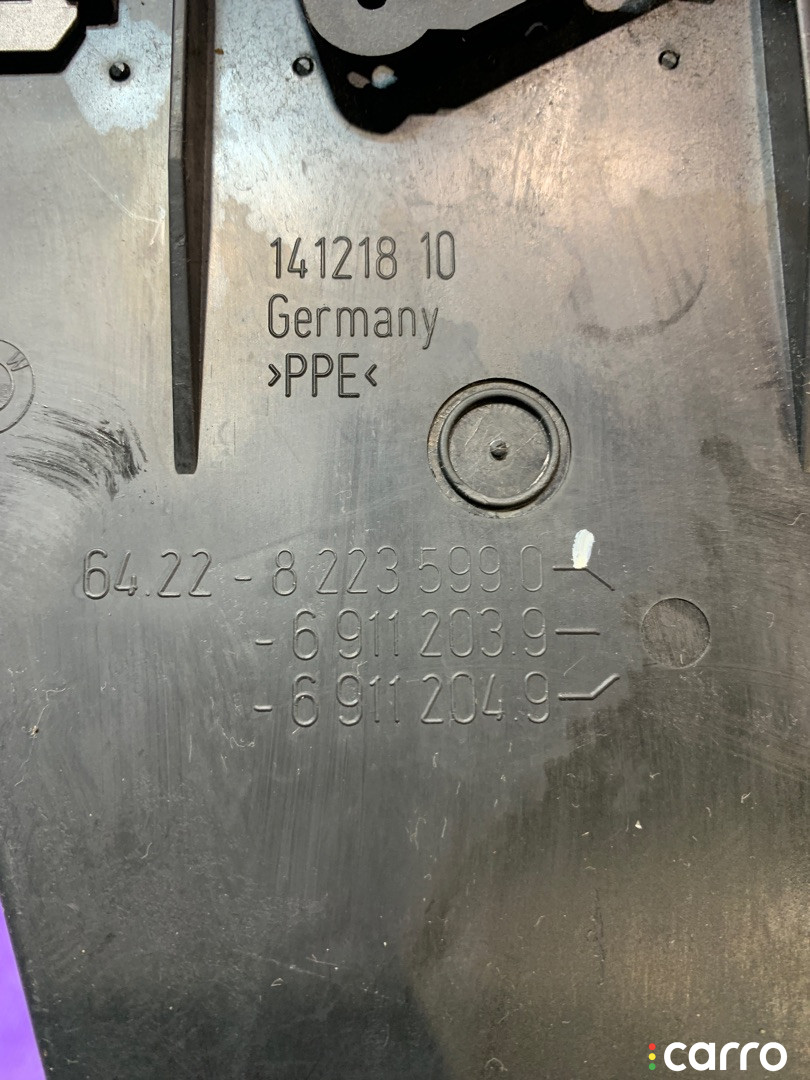 141218 10
Germany
>PPE<
64.22 - 8 223 599.0
- 6 911 203.9
- 6 911 204.9
carro